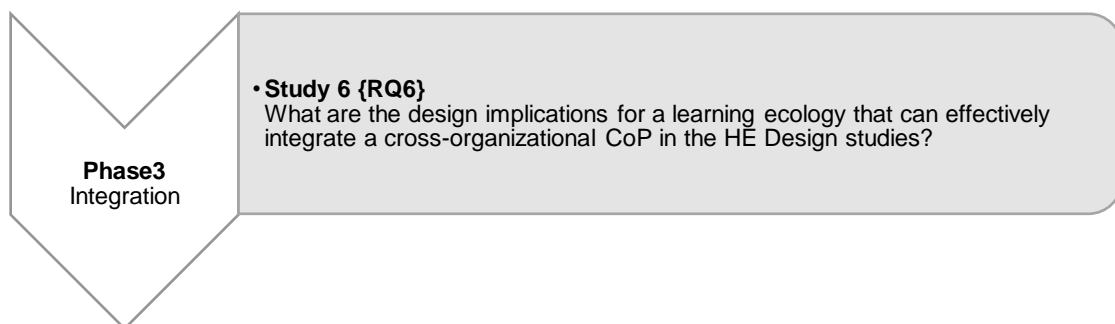 Phase3
Integration
• Study 6 {RQ6}
What are the design implications for a learning ecology that can effectively
integrate a cross-organizational CoP in the HE Design studies?